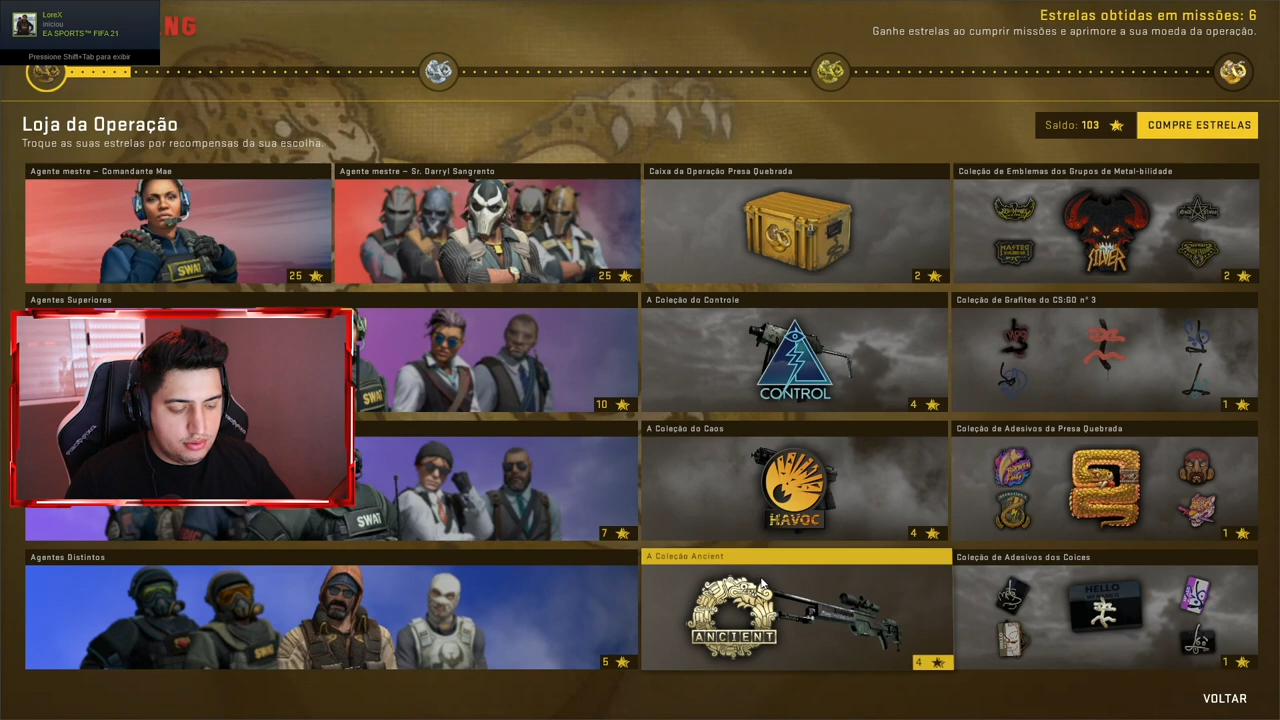 LoreX
iniciou
EA SPORTS™ FIFA 21
Pressione Shift+Tab para exibir
NG
Estrelas obtidas em missões: 6
Ganhe estrelas ao cumprir missões e aprimore a sua moeda da operação.
Loja da Operação
Troque as suas estrelas por recompensas da sua escolha.
Saldo: 103
COMPRE ESTRELAS
Agente mestre – Comandante Mae
SWAT
25
Agente mestre – Sr. Darryl Sangrento
25
Caixa da Operação Presa Quebrada
2
Coleção de Emblemas dos Grupos de Metal-bilidade
SILVER
2
Agentes Superiores
SWAT
10
A Coleção do Controle
CONTROL
4
Coleção de Grafites do CS:GO nº 3
1
SWAT
7
A Coleção do Caos
HAVOC
4
Coleção de Adesivos da Presa Quebrada
1
Agentes Distintos
5
A Coleção Ancient
ANCIENT
4
Coleção de Adesivos dos Coices
HELLO
1
VOLTAR